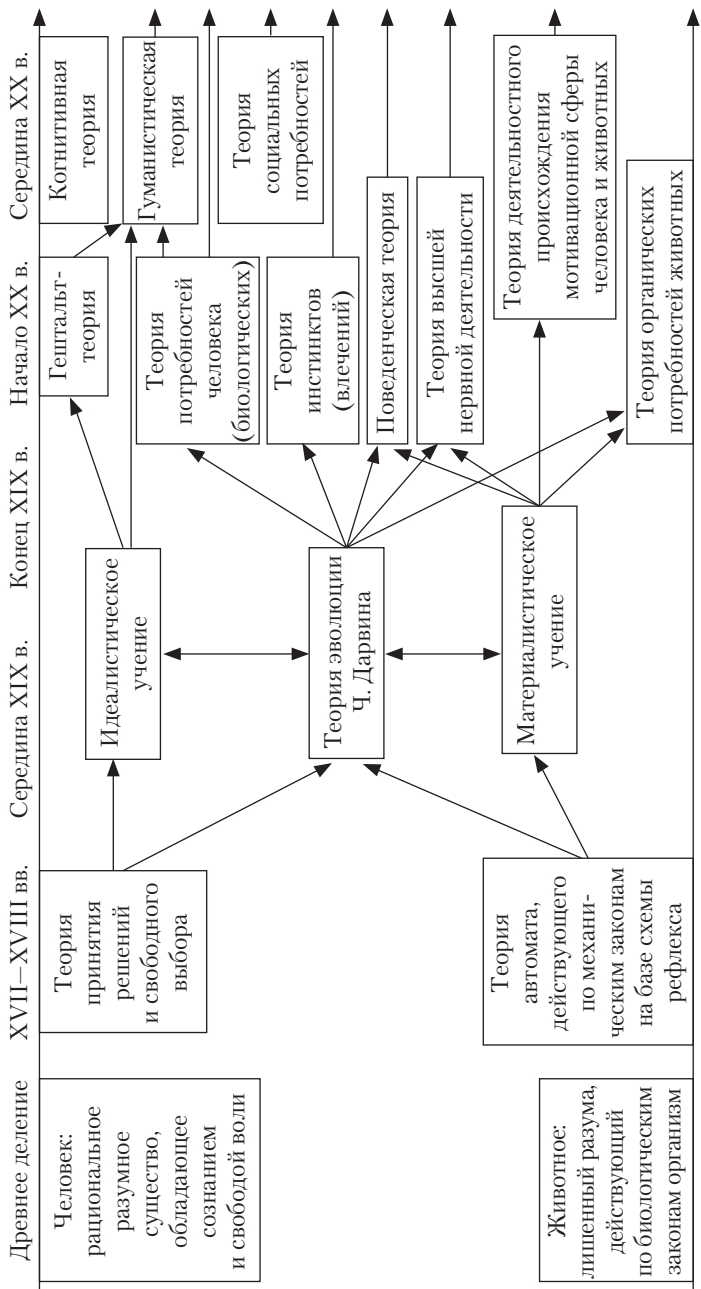 Древнее деление
XVII—XVIII вв.
Середина XIX в.
Конец XIX в.
Начало XX в.
Середина XX в.
Человек:
рациональное
разумное
существо,
обладающее
сознанием
и свободой воли
Животное:
лишенный разума,
действующий
по биологическим
законам организм
Теория
принятия
решений
и свободного
выбора
Теория
автомата,
действующего
по механи-
ческим законам
на базе схемы
рефлекса
Идеалистическое
учение
Теория эволюции
Ч. Дарвина
Материалистическое
учение
Гештальт-
теория
Теория
потребностей
человека
(биологических)
Теория
инстинктов
(влечений)
Поведенческая теория
Теория высшей
нервной деятельности
Теория органических
потребностей животных
Когнитивная
теория
Гуманистическая
теория
Теория
социальных
потребностей
Теория деятельностного
происхождения
мотивационной сферы
человека и животных